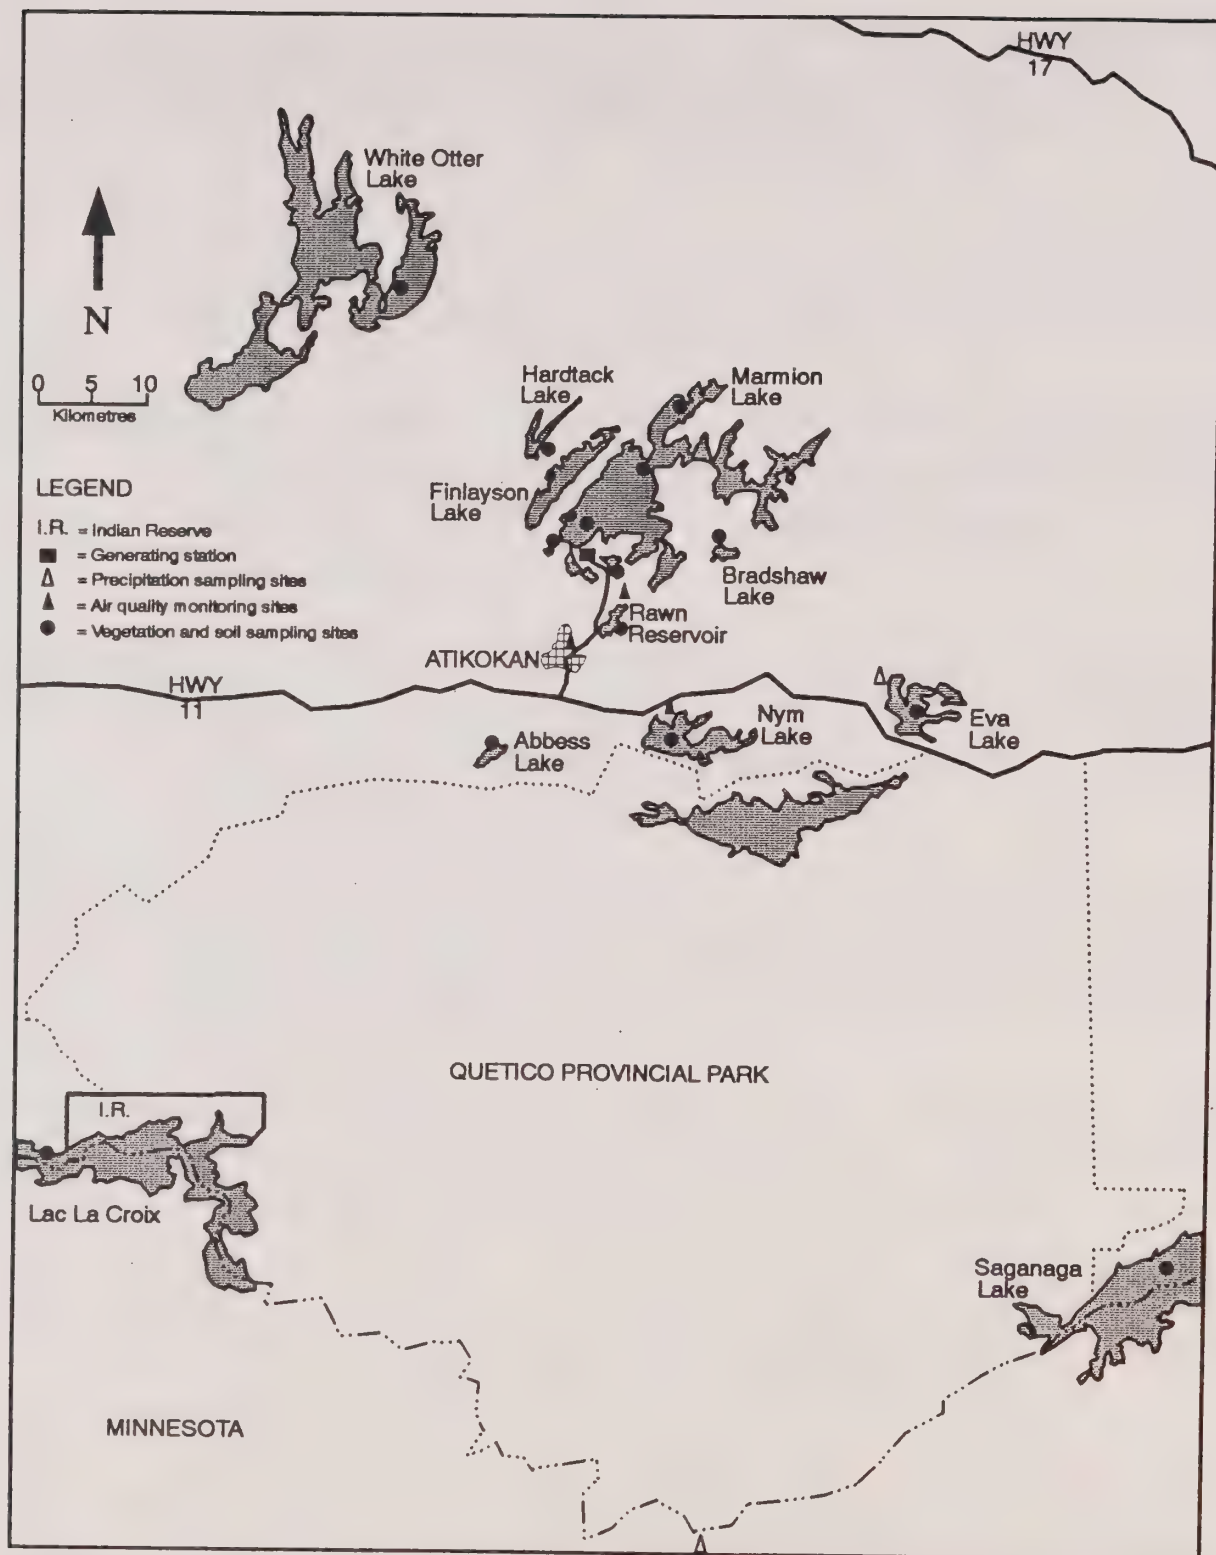 HWY
17
White Otter
Lake
N
0 5 10
Kilometres
Hardtack
Lake
Marmion
Lake
Finlayson
Lake
LEGEND
I.R. = Indian Reserve
= Generating station
= Precipitation sampling sites
= Air quality monitoring sites
= Vegetation and soil sampling sites
Bradshaw
Lake
Rawn
Reservoir
ATIKOKAN
HWY
11
Abbess
Lake
Nym
Lake
Eva
Lake
QUETICO PROVINCIAL PARK
I.R.
Lac La Croix
Saganaga
Lake
MINNESOTA